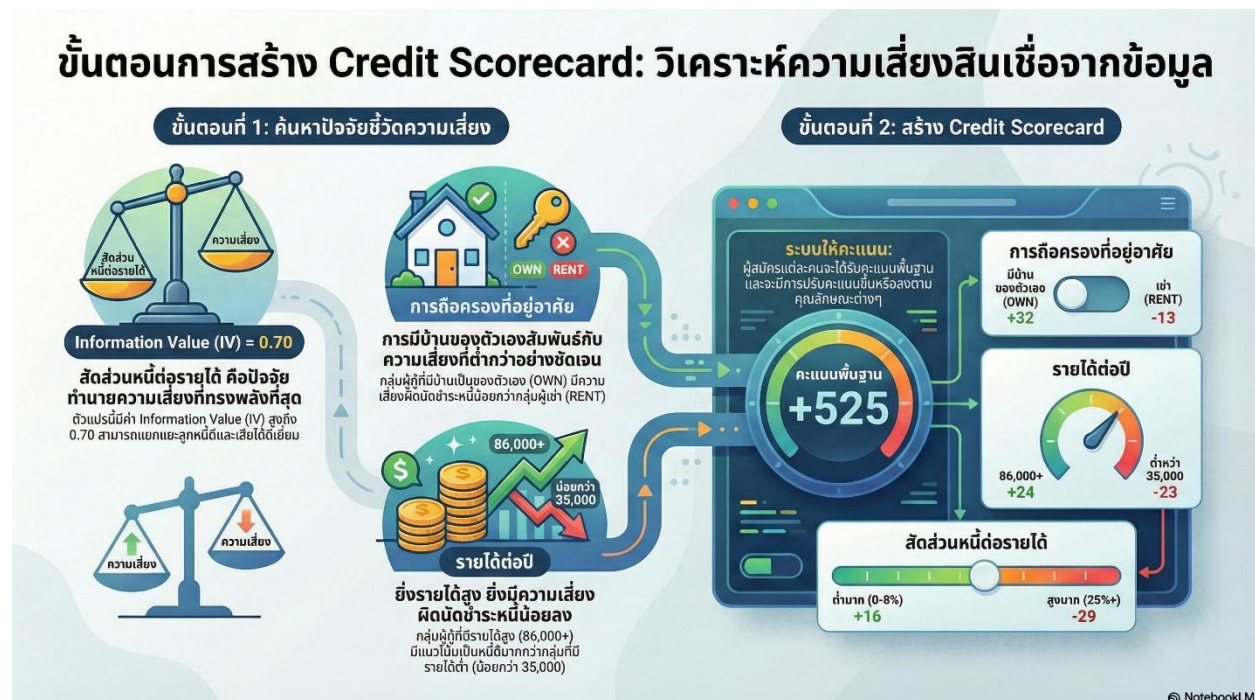 ขั้นตอนการสร้าง Credit Scorecard: วิเคราะห์ความเสี่ยงสินเชื่อจากข้อมูล
ขั้นตอนที่ 1: ค้นหาปัจจัยชี้วัดความเสี่ยง
สัดส่วน
หนี้ต่อรายได้
ความเสี่ยง
Information Value (IV) = 0.70
สัดส่วนหนี้ต่อรายได้ คือปัจจัย
ทำนายความเสี่ยงที่ทรงพลังที่สุด
ตัวแปรนี้มีค่า Information Value (IV) สูงถึง
0.70 สามารถแยกแยะลูกหนี้ดีและเสียได้ดีเยี่ยม
ความเสี่ยง
ความเสี่ยง
OWN
RENT
การถือครองที่อยู่อาศัย
การมีบ้านของตัวเองสัมพันธ์กับ
ความเสี่ยงที่ต่ำกว่าอย่างชัดเจน
กลุ่มผู้กู้ที่มีบ้านเป็นของตัวเอง (OWN) มีความ
เสี่ยงผิดนัดชำระหนี้น้อยกว่ากลุ่มผู้เช่า (RENT)
86,000+
น้อยกว่า
35,000
รายได้ต่อปี
ยิ่งรายได้สูง ยิ่งมีความเสี่ยง
ผิดนัดชำระหนี้น้อยลง
กลุ่มผู้กู้ที่มีรายได้สูง (86,000+)
มีแนวโน้มเป็นหนี้ดีมากกว่ากลุ่มที่มี
รายได้ต่ำ (น้อยกว่า 35,000)
ขั้นตอนที่ 2: สร้าง Credit Scorecard
ระบบให้คะแนน:
ผู้สมัครแต่ละคนจะได้รับคะแนนพื้นฐาน
และจะมีการปรับคะแนนขึ้นหรือลงตาม
คุณลักษณะต่างๆ
คะแนนพื้นฐาน
+525
การถือครองที่อยู่อาศัย
มีบ้าน
ของตัวเอง
(OWN)
+32
เช่า
(RENT)
-13
รายได้ต่อปี
86,000+
+24
ต่ำหว่า
35,000
-23
สัดส่วนหนี้ต่อรายได้
ต่ำมาก (0-8%)
+16
สูงมาก (25%+)
-29
NotebookLM